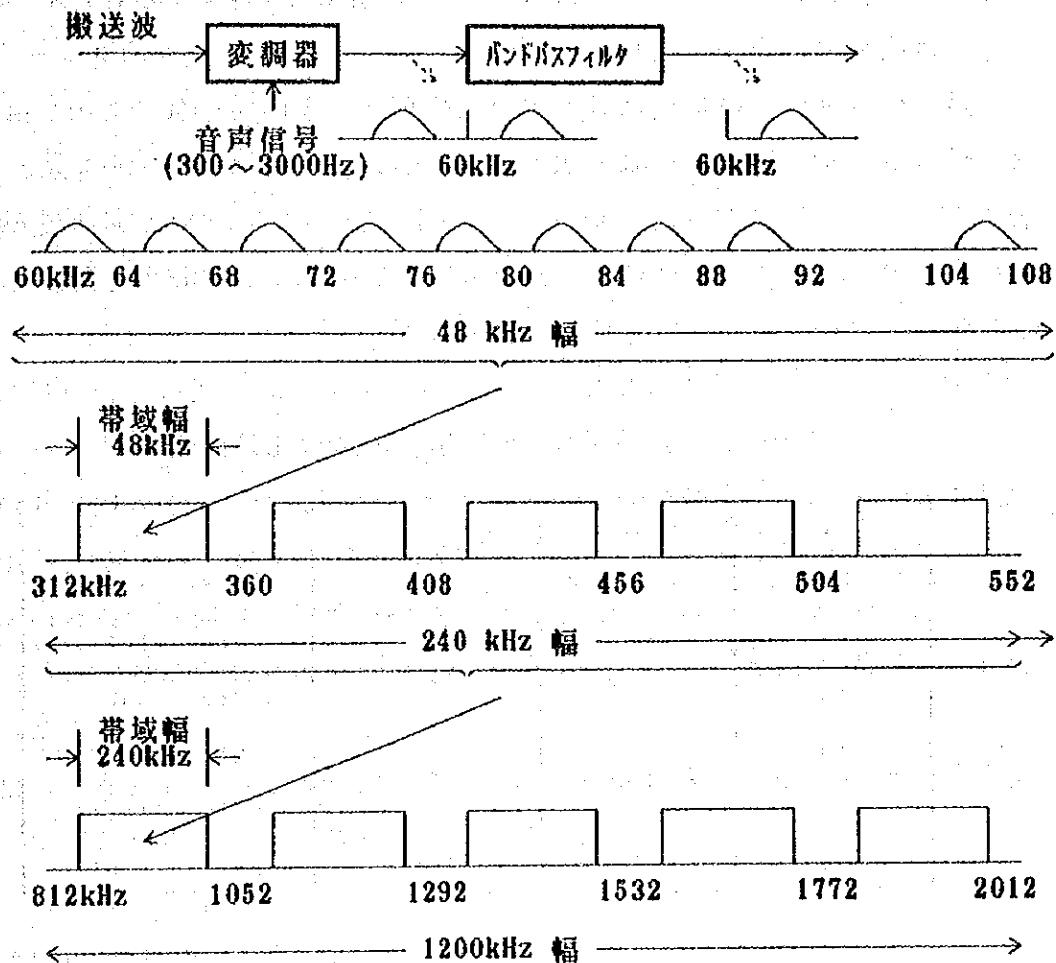 搬送波
変調器
バンドパスフィルタ
音声信号
(300～3000Hz)
60kHz
60kHz
60kHz 64 68 72 76 80 84 88 92 104 108
48 kHz 幅
帯域幅
48kHz
312kHz 360 408 456 504 552
240 kHz 幅
帯域幅
240kHz
812kHz 1052 1292 1532 1772 2012
1200kHz 幅